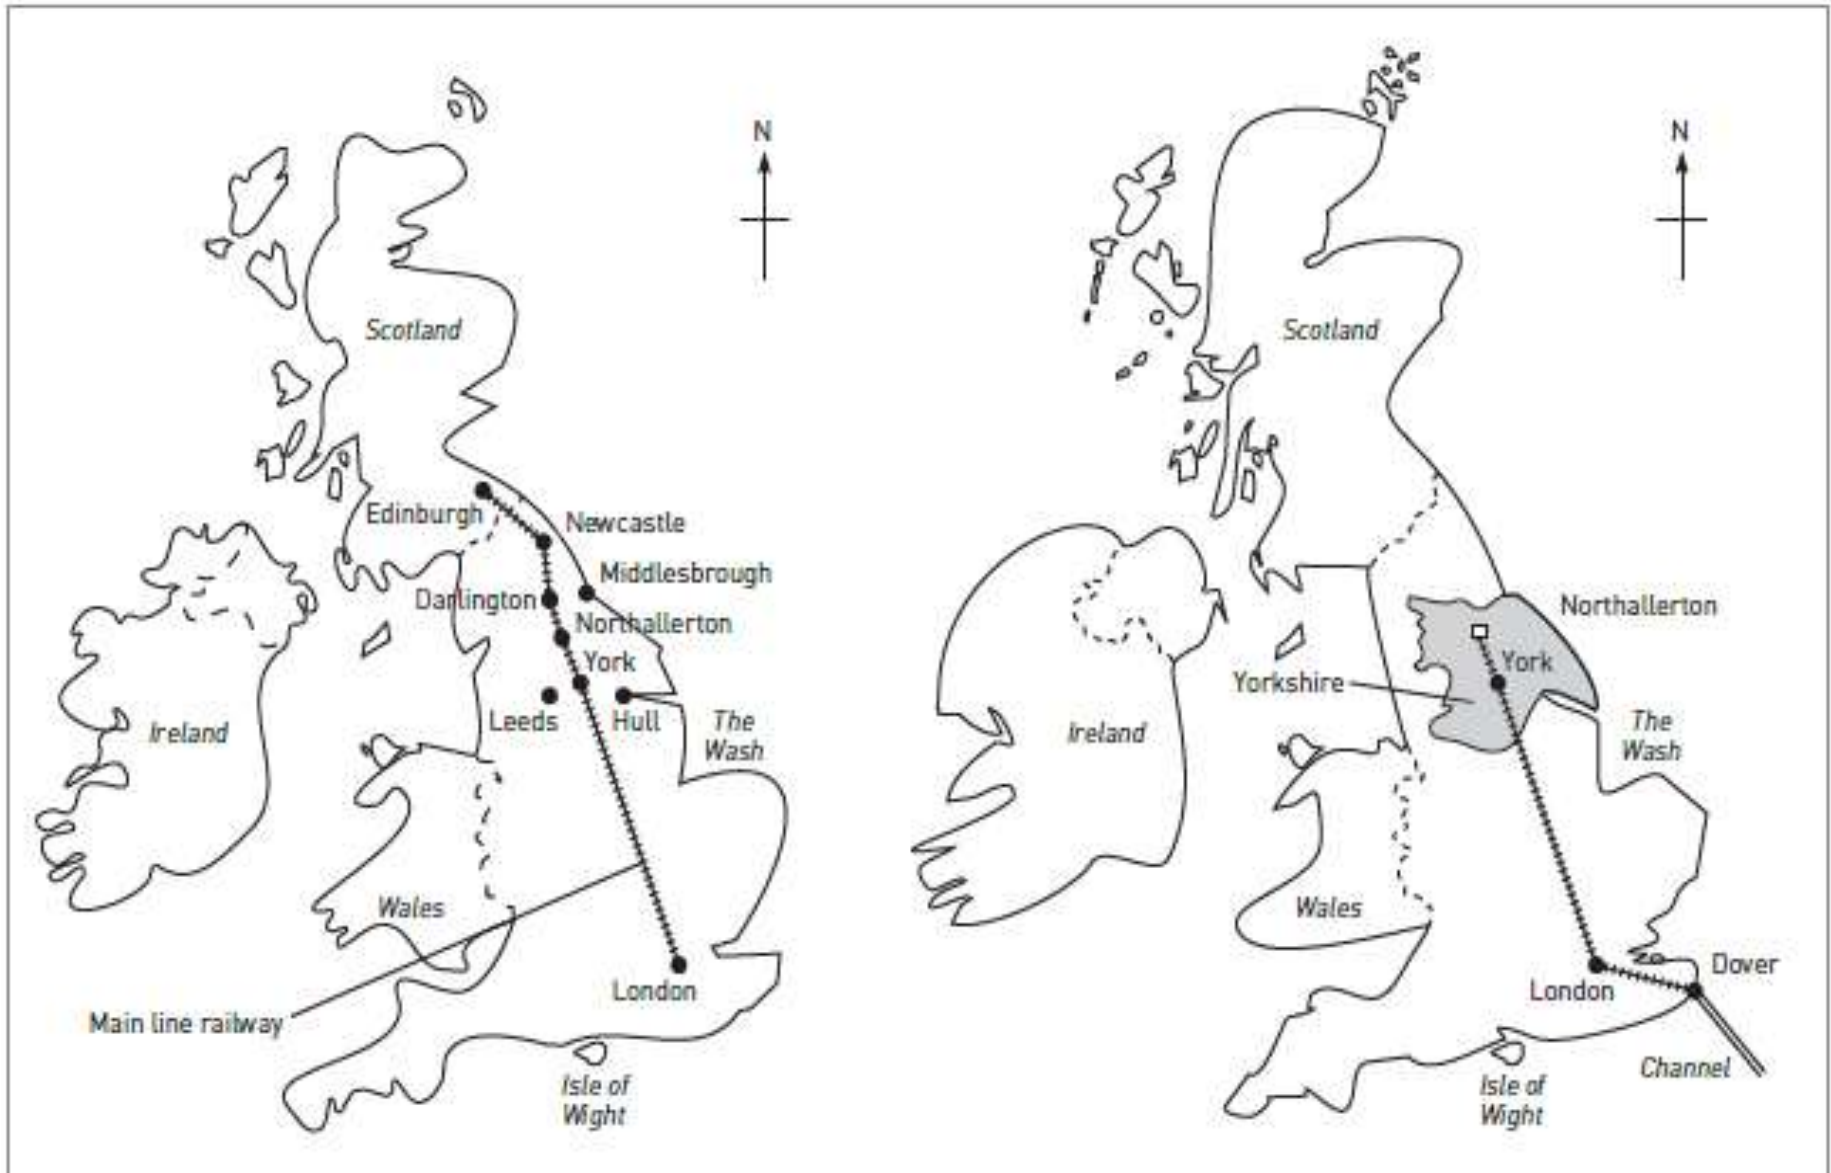 N
Scotland
Edinburgh
Newcastle
Middlesbrough
Darlington
Northallerton
York
Leeds
Hull
The
Wash
Ireland
Wales
London
Main line railway
Isle of
Wight
N
Scotland
Northallerton
York
Yorkshire
Ireland
The
Wash
Wales
London
Dover
Channel
Isle of
Wight